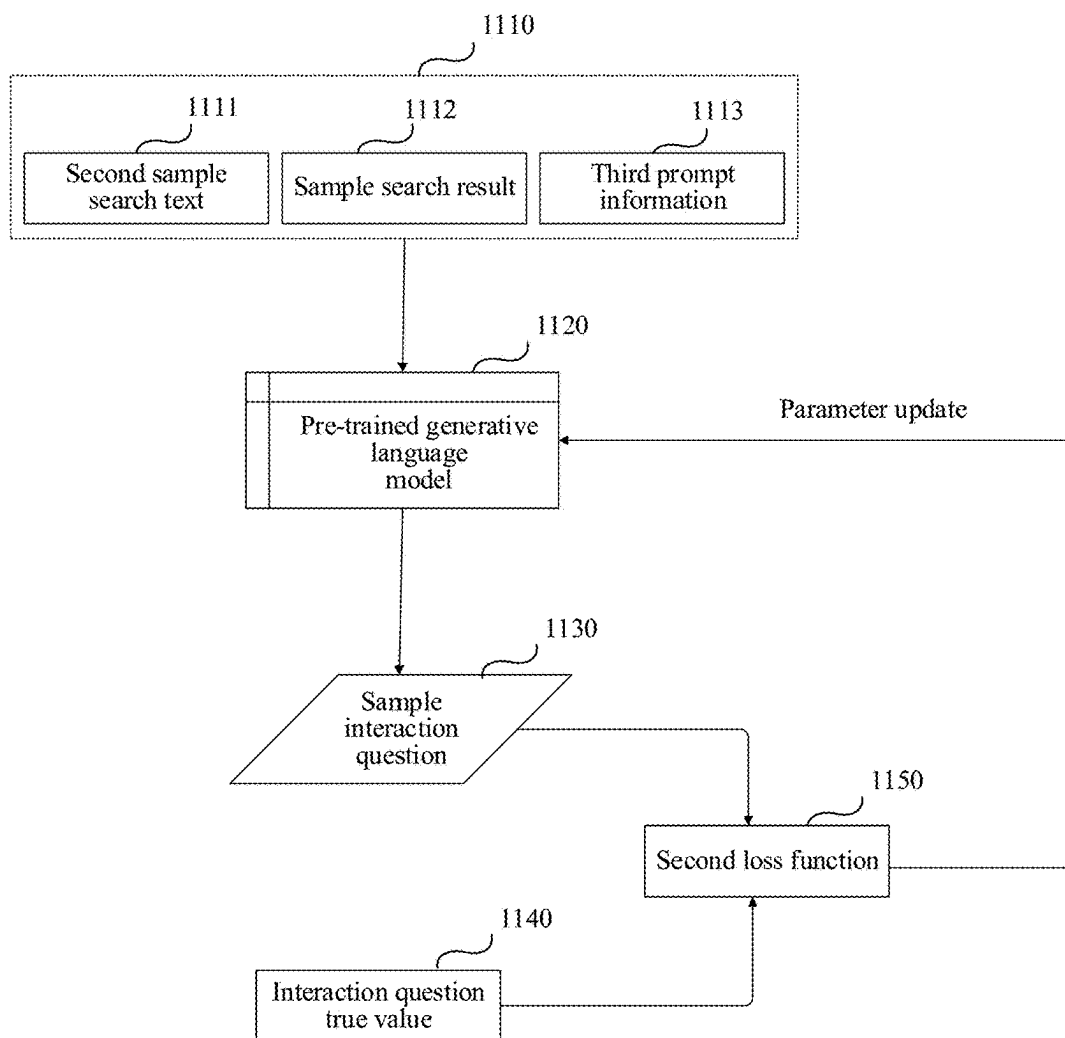 1110
1111
1112
1113
Second sample
search text
Sample search result
Third prompt
information
1120
Pre-trained generative
language
model
Parameter update
1130
Sample
interaction
question
1150
Second loss function
1140
Interaction question
true value